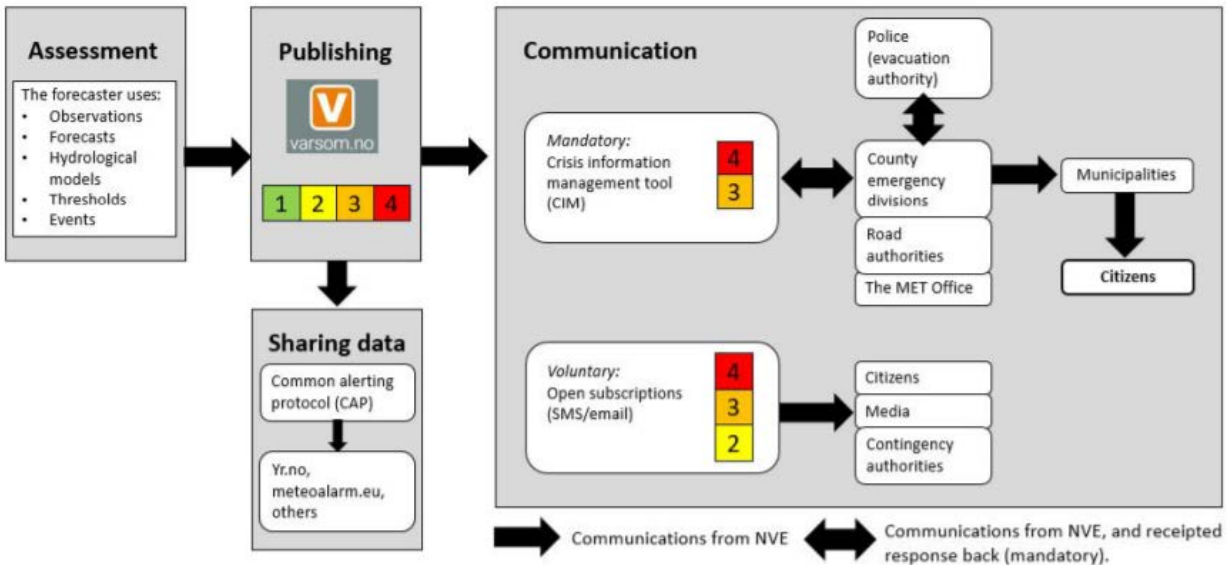 Assessment
The forecaster uses:
• Observations
• Forecasts
• Hydrological
models
• Thresholds
• Events
Publishing
V
varsom.no
1 2 3 4
Sharing data
Common alerting
protocol (CAP)
Yr.no,
meteoalarm.eu,
others
Communication
Mandatory:
Crisis information
management tool
(CIM)
4
3
Police
(evacuation
authority)
County
emergency
divisions
Road
authorities
The MET Office
Municipalities
Citizens
Voluntary:
Open subscriptions
(SMS/email)
4
3
2
Citizens
Media
Contingency
authorities
Communications from NVE
Communications from NVE, and receipted
response back (mandatory).